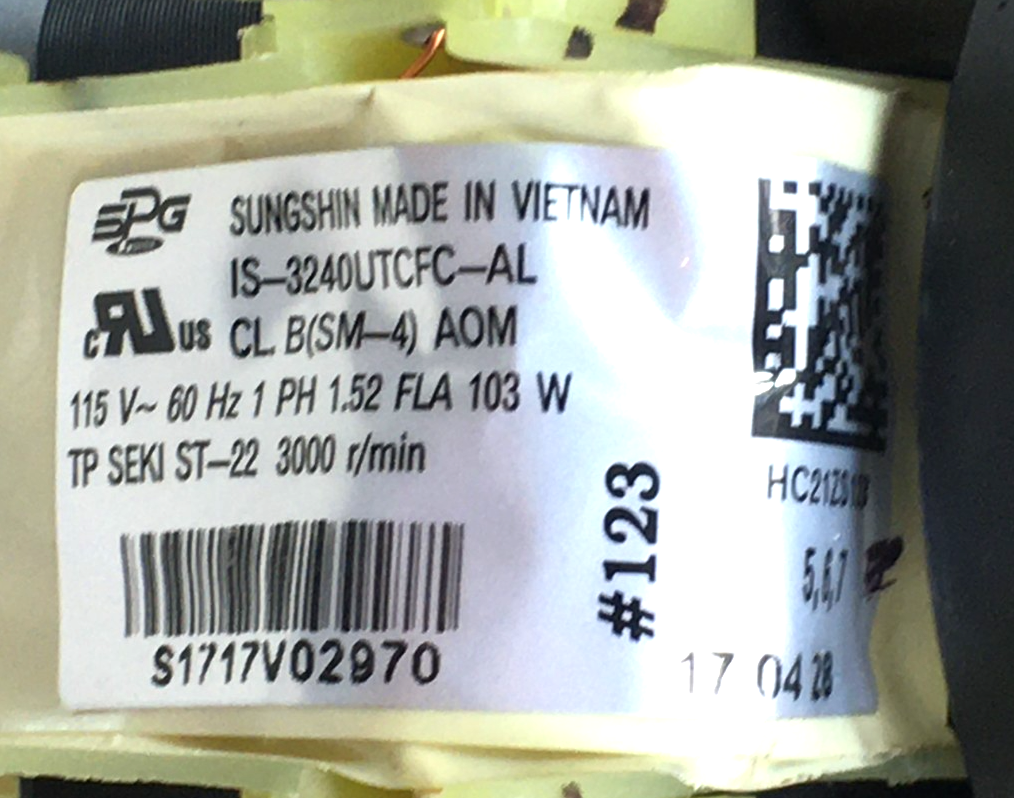 SPG SUNGSHIN MADE IN VIETNAM
IS-3240UTCFC-AL
c RU us CL. B(SM-4) AOM
115 V~ 60 Hz 1 PH 1.52 FLA 103 W
TP SEKI ST-22 3000 r/min
S1717V02970
#123
5,6,7
17 04 28